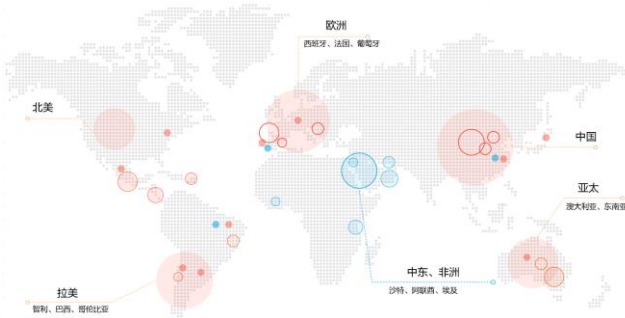 欧洲
西班牙、法国、葡萄牙
北美
中国
亚太
澳大利亚、东南亚
中东、非洲
沙特、阿联酋、埃及
拉美
智利、巴西、哥伦比亚